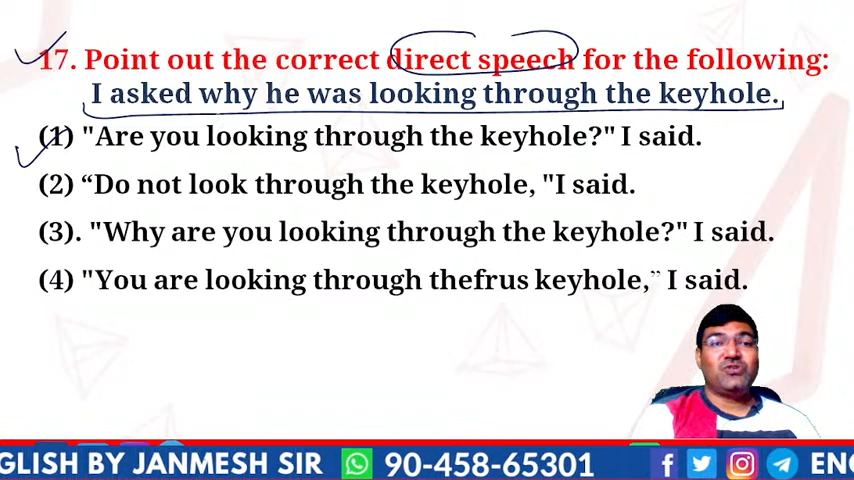 17. Point out the correct direct speech for the following:
I asked why he was looking through the keyhole.
(1) "Are you looking through the keyhole?" I said.
(2) “Do not look through the keyhole, "I said.
(3). "Why are you looking through the keyhole?" I said.
(4) "You are looking through thefrus keyhole,” I said.
GLISH BY JANMESH SIR 90-458-65301 ENG